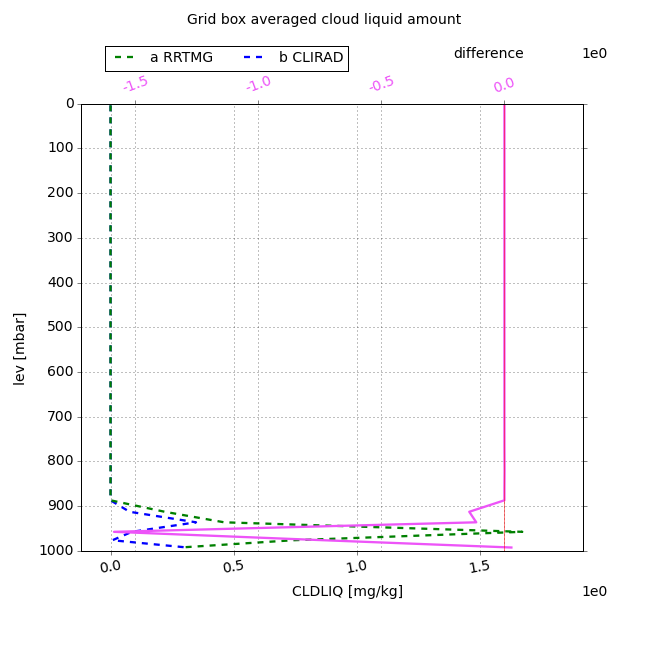 Grid box averaged cloud liquid amount
a RRTMG b CLIRAD difference 1e0
-1.5 -1.0 -0.5 0.0
0
100
200
300
400
500
600
700
800
900
1000
lev [mbar]
0.0 0.5 1.0 1.5
CLDLIQ [mg/kg] 1e0